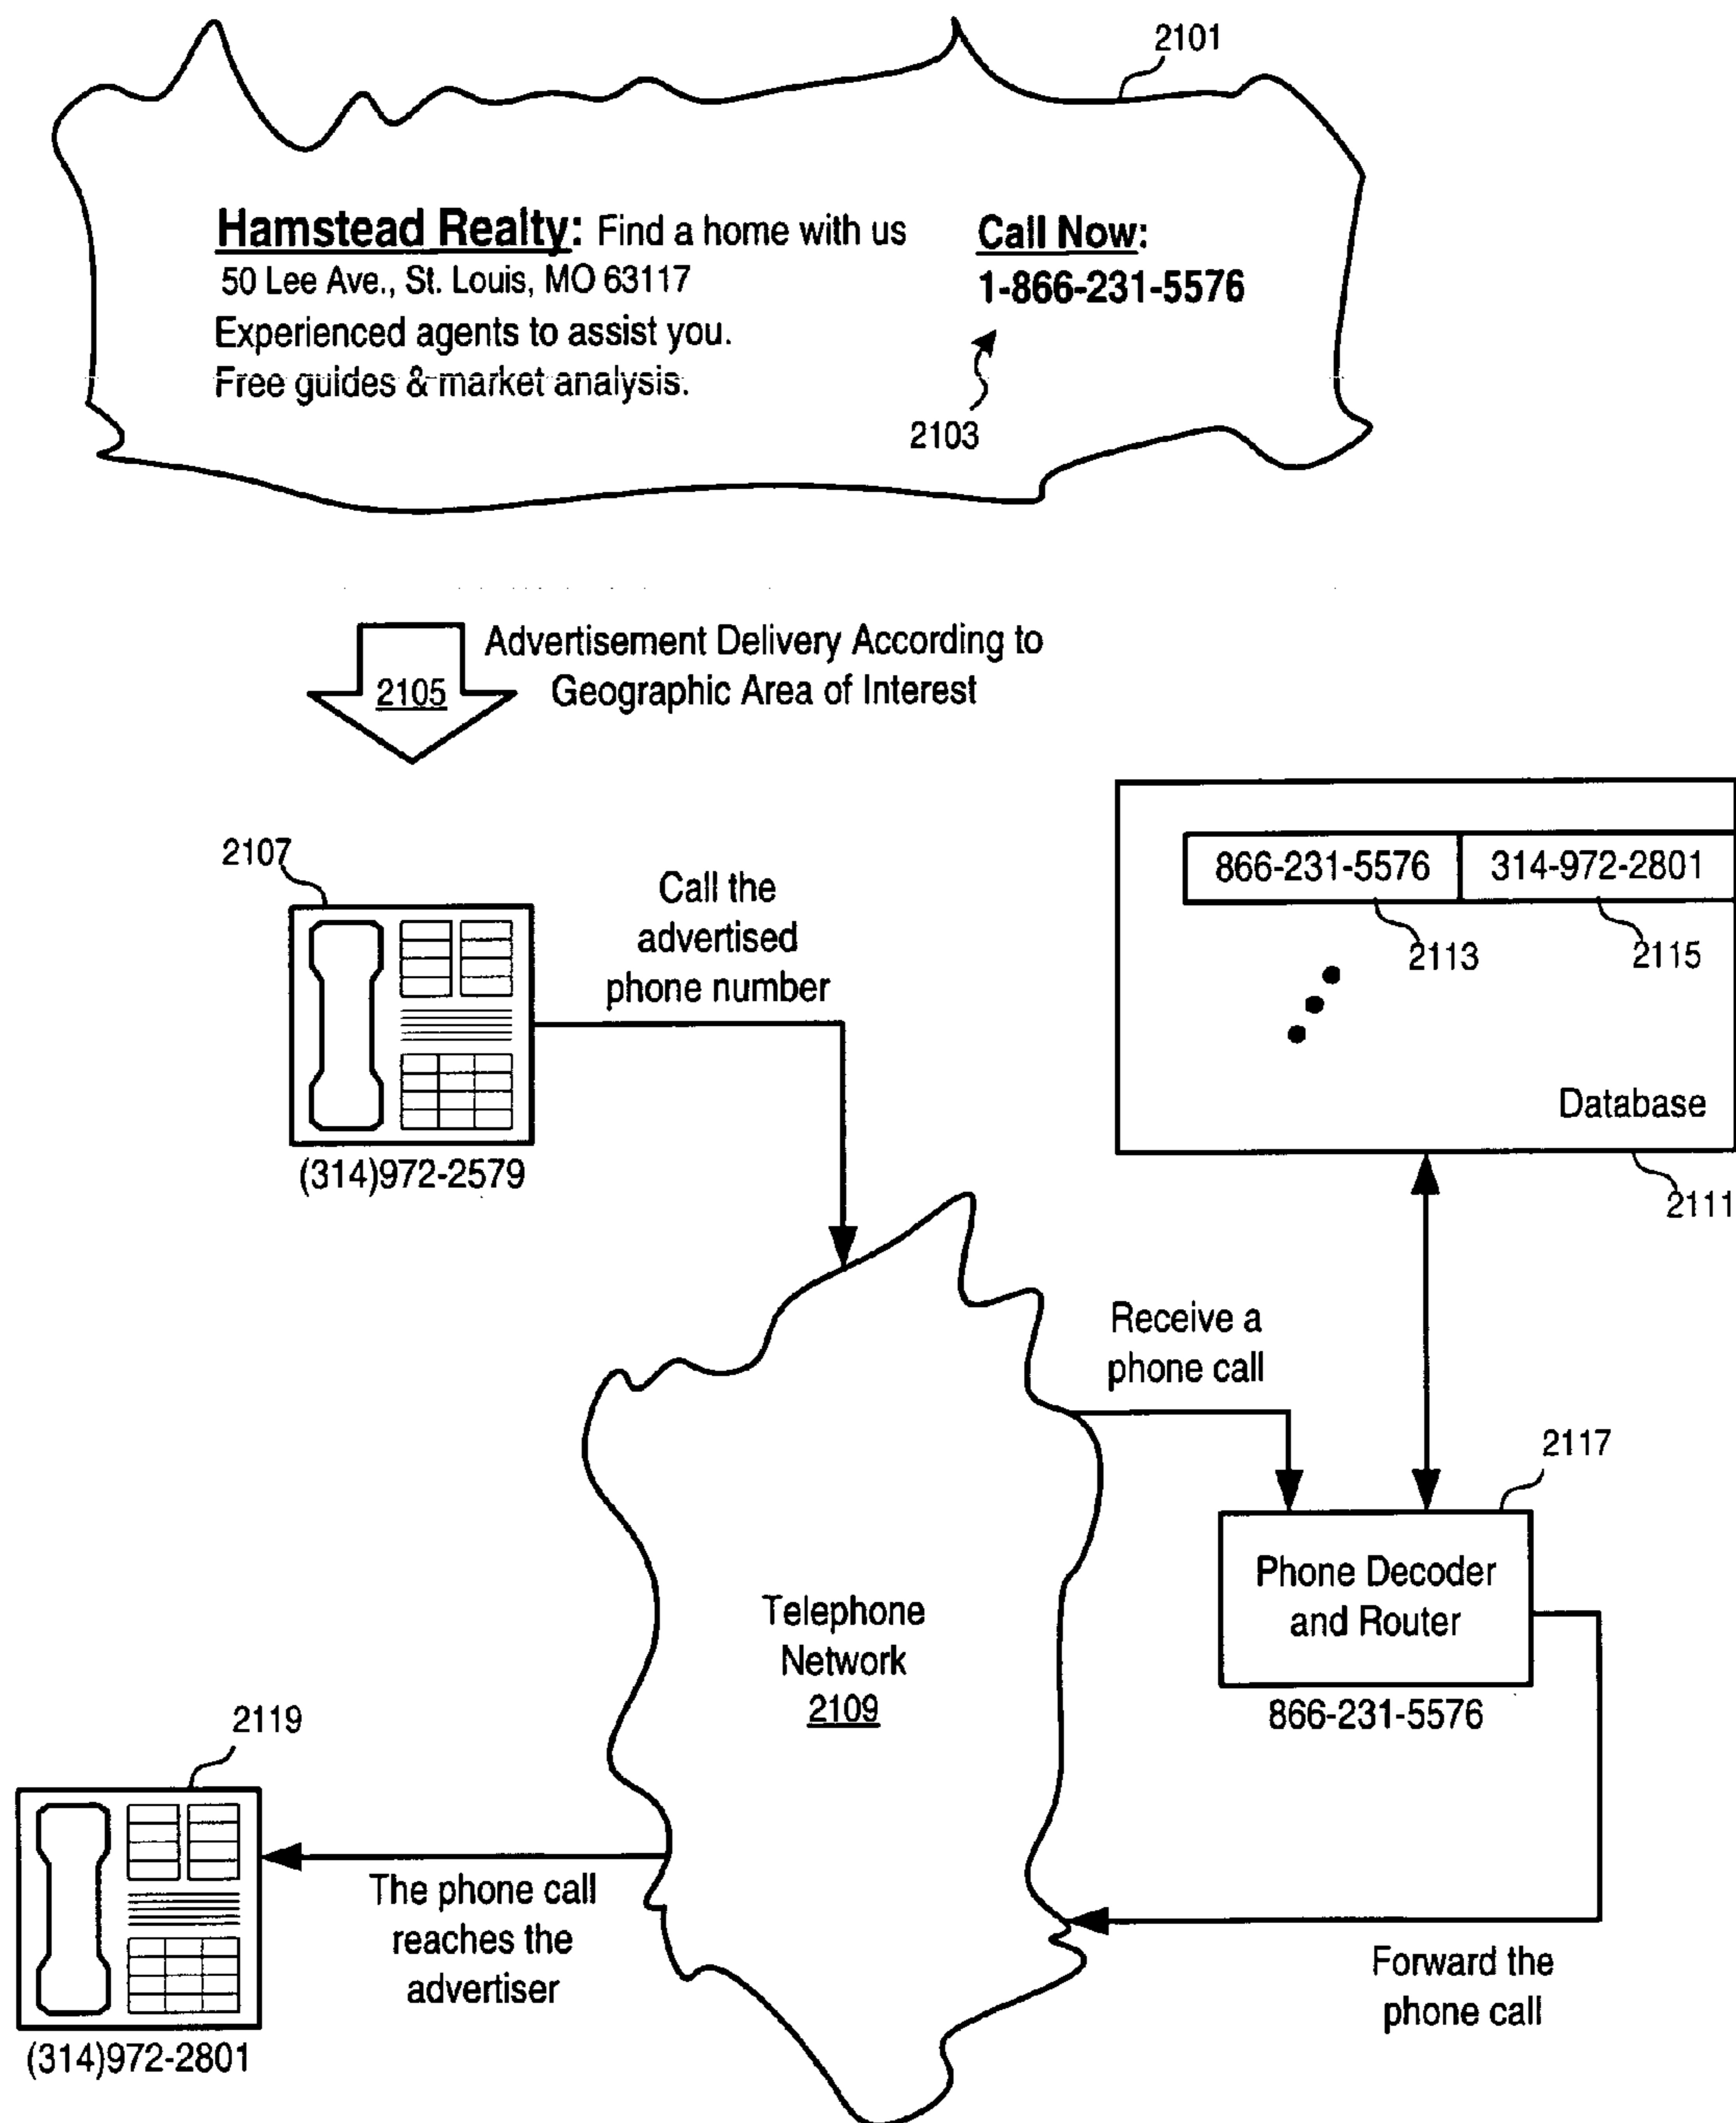 2101
Hamstead Realty: Find a home with us
50 Lee Ave., St. Louis, MO 63117
Experienced agents to assist you.
Free guides & market analysis.
Call Now:
1-866-231-5576
2103
2105
Advertisement Delivery According to
Geographic Area of Interest
2107
(314)972-2579
Call the
advertised
phone number
866-231-5576
314-972-2801
2113
2115
Database
2111
Receive a
phone call
2117
Phone Decoder
and Router
866-231-5576
Telephone
Network
2109
2119
(314)972-2801
The phone call
reaches the
advertiser
Forward the
phone call